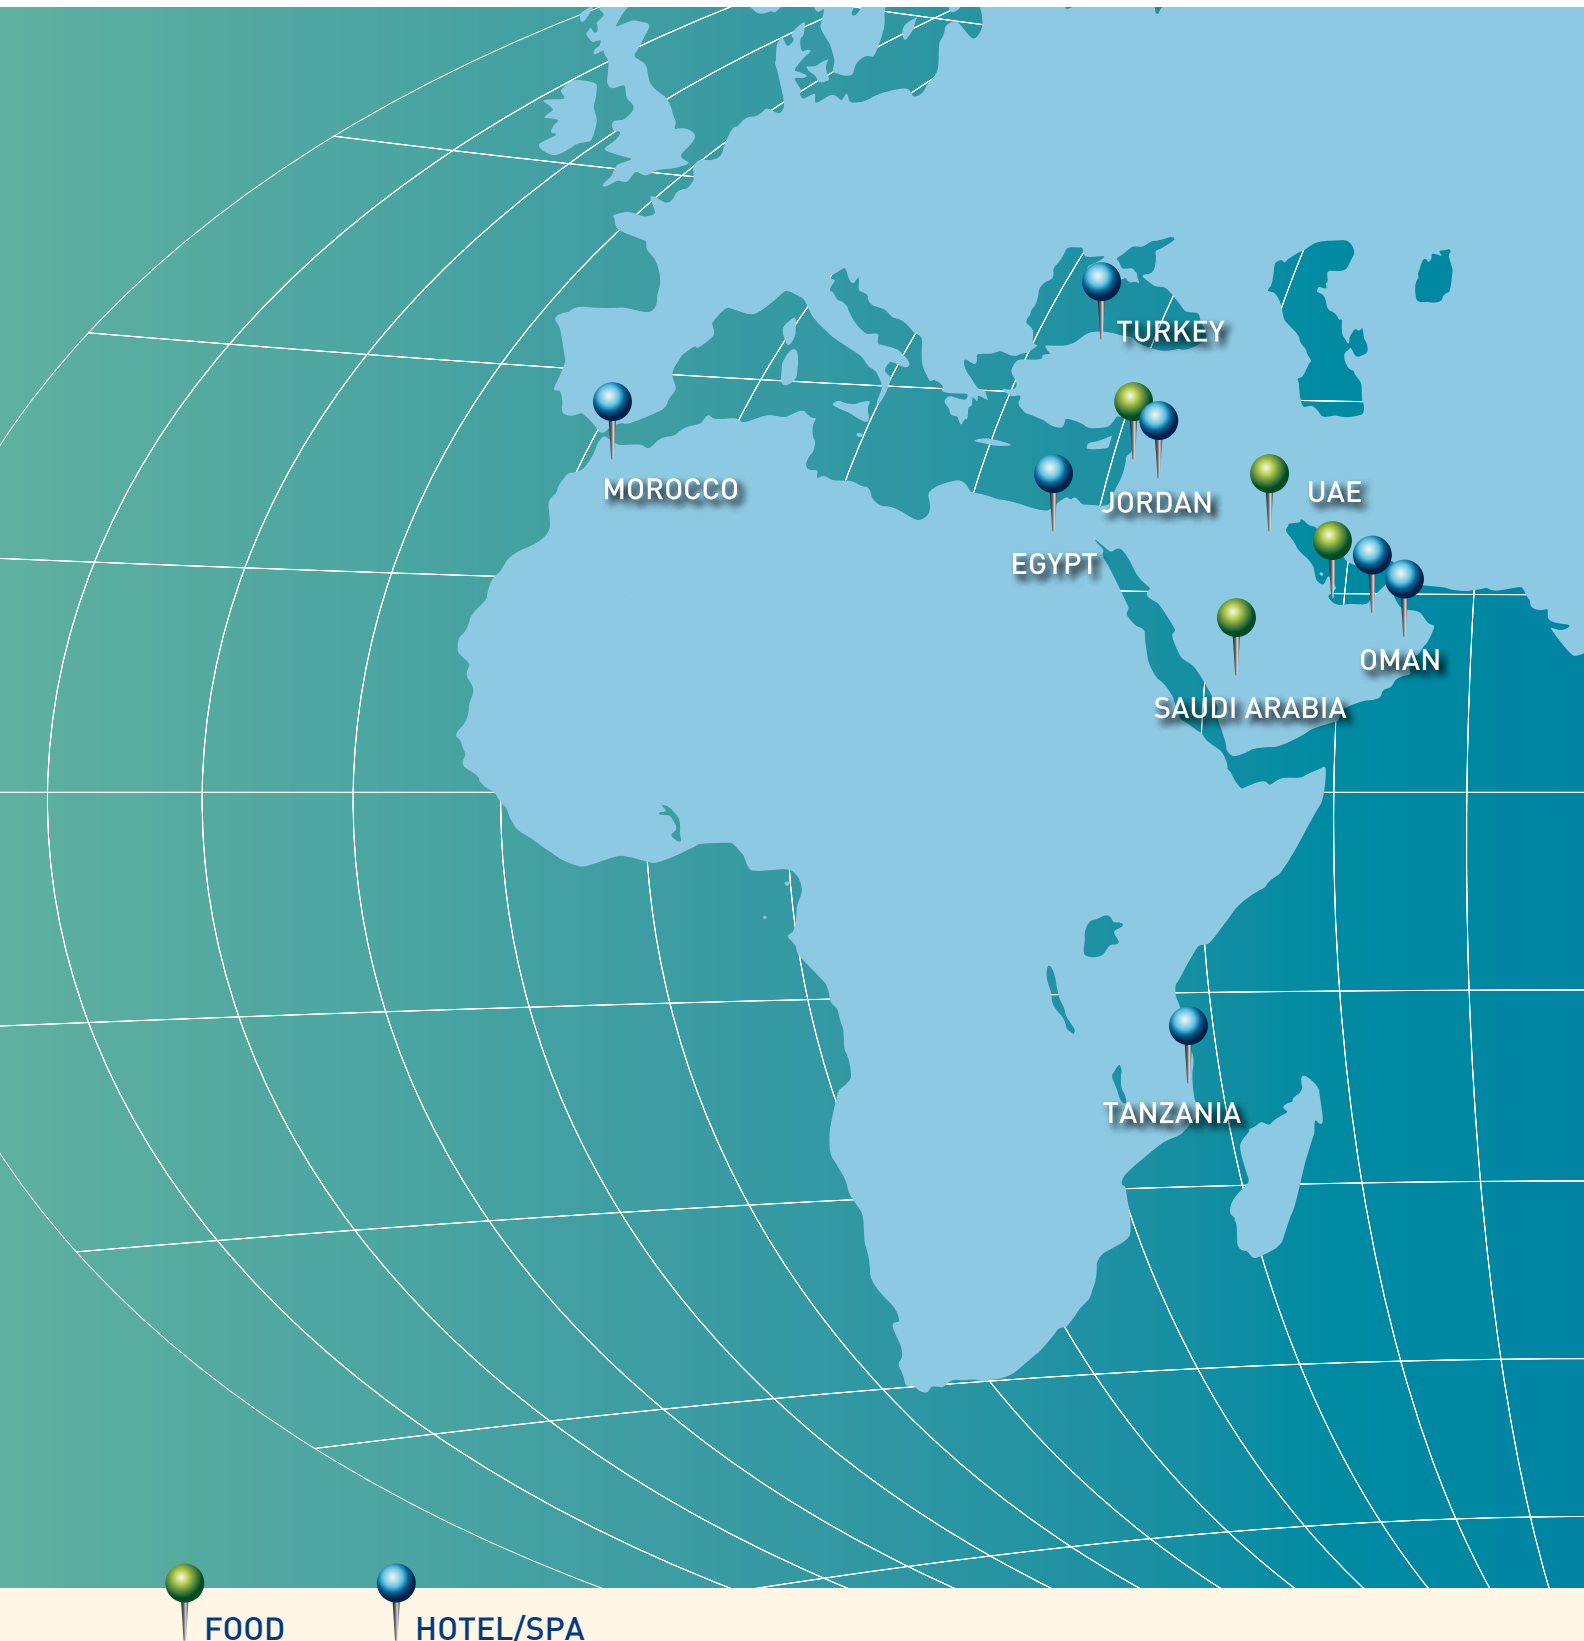 TURKEY
MOROCCO
JORDAN
UAE
EGYPT
OMAN
SAUDI ARABIA
TANZANIA
FOOD
HOTEL/SPA